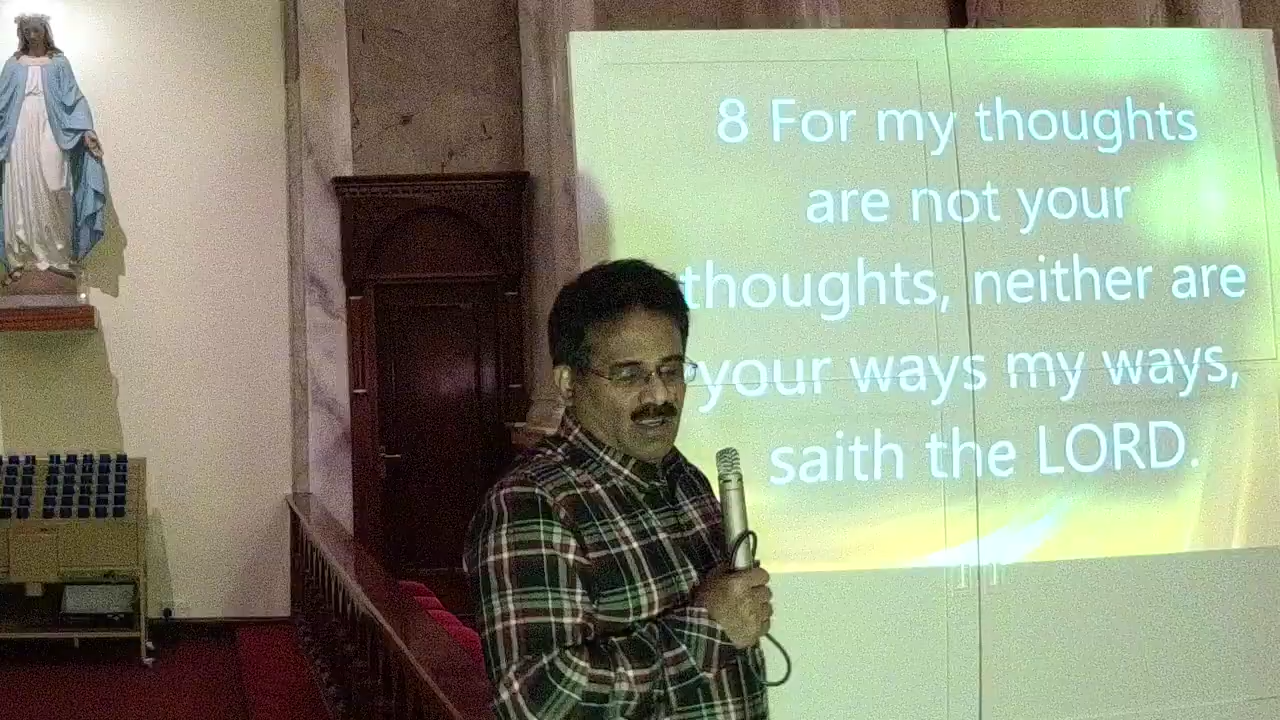 8 For my thoughts
are not your
thoughts, neither are
your ways my ways,
saith the LORD.